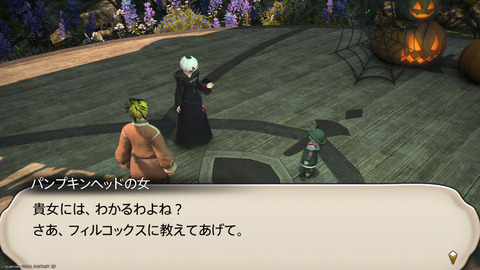 パンプキンヘッドの女
貴女には、わかるわよね？
さあ、フィルコックスに教えてあげて。